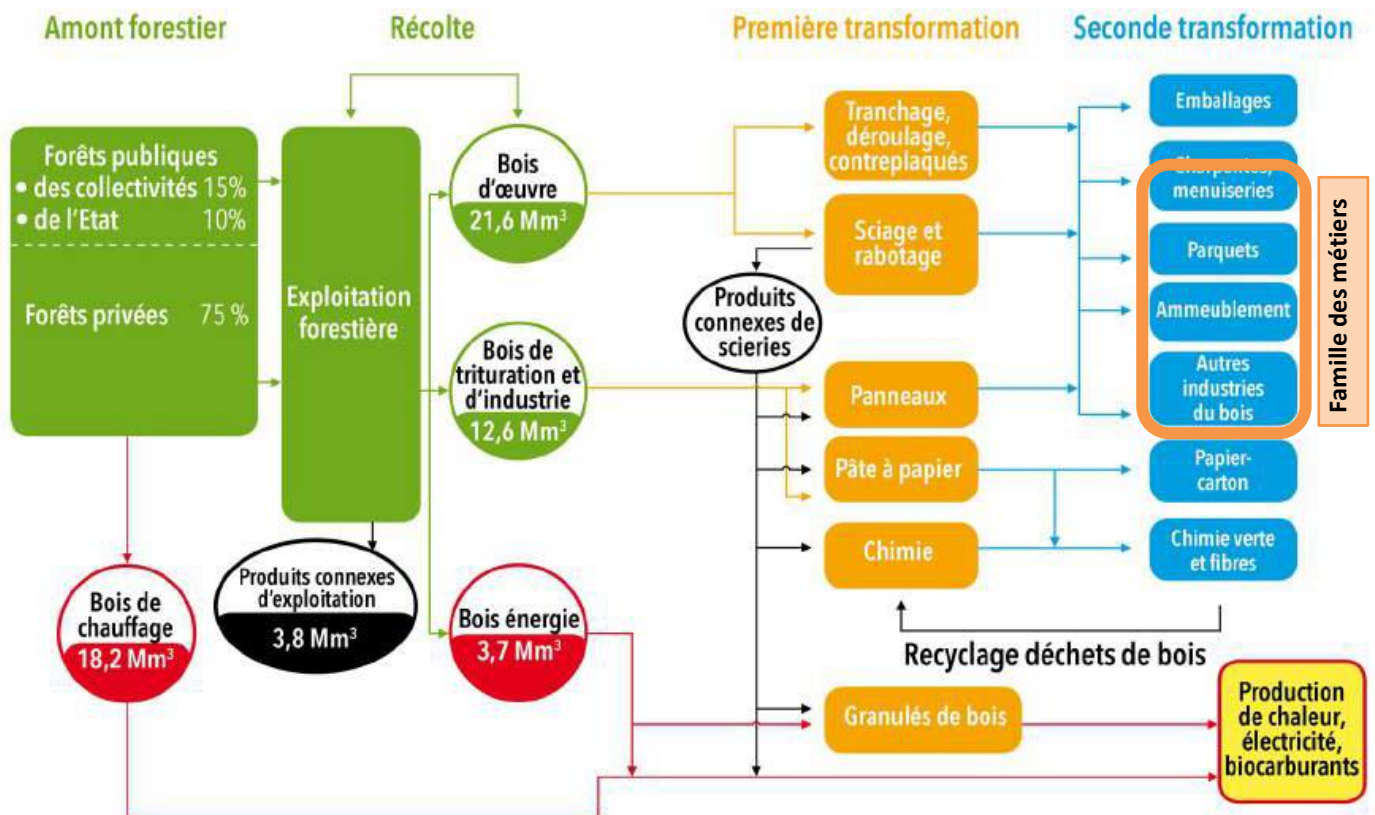 Amont forestier
Récolte
Première transformation
Seconde transformation
Forêts publiques
• des collectivités 15%
• de l'Etat 10%
Forêts privées 75 %
Exploitation
forestière
Bois
d'œuvre
21,6 Mm³
Bois de
trituration et
d'industrie
12,6 Mm³
Bois énergie
3,7 Mm³
Produits connexes
d'exploitation
3,8 Mm³
Bois de
chauffage
18,2 Mm³
Produits
connexes de
scieries
Tranchage,
déroulage,
contreplaqués
Sciage et
rabotage
Panneaux
Pâte à papier
Chimie
Granulés de bois
Emballages
Charpentes,
menuiseries
Parquets
Ammeublement
Autres
industries
du bois
Papier-
carton
Chimie verte
et fibres
Famille des métiers
Recyclage déchets de bois
Production
de chaleur,
électricité,
biocarburants